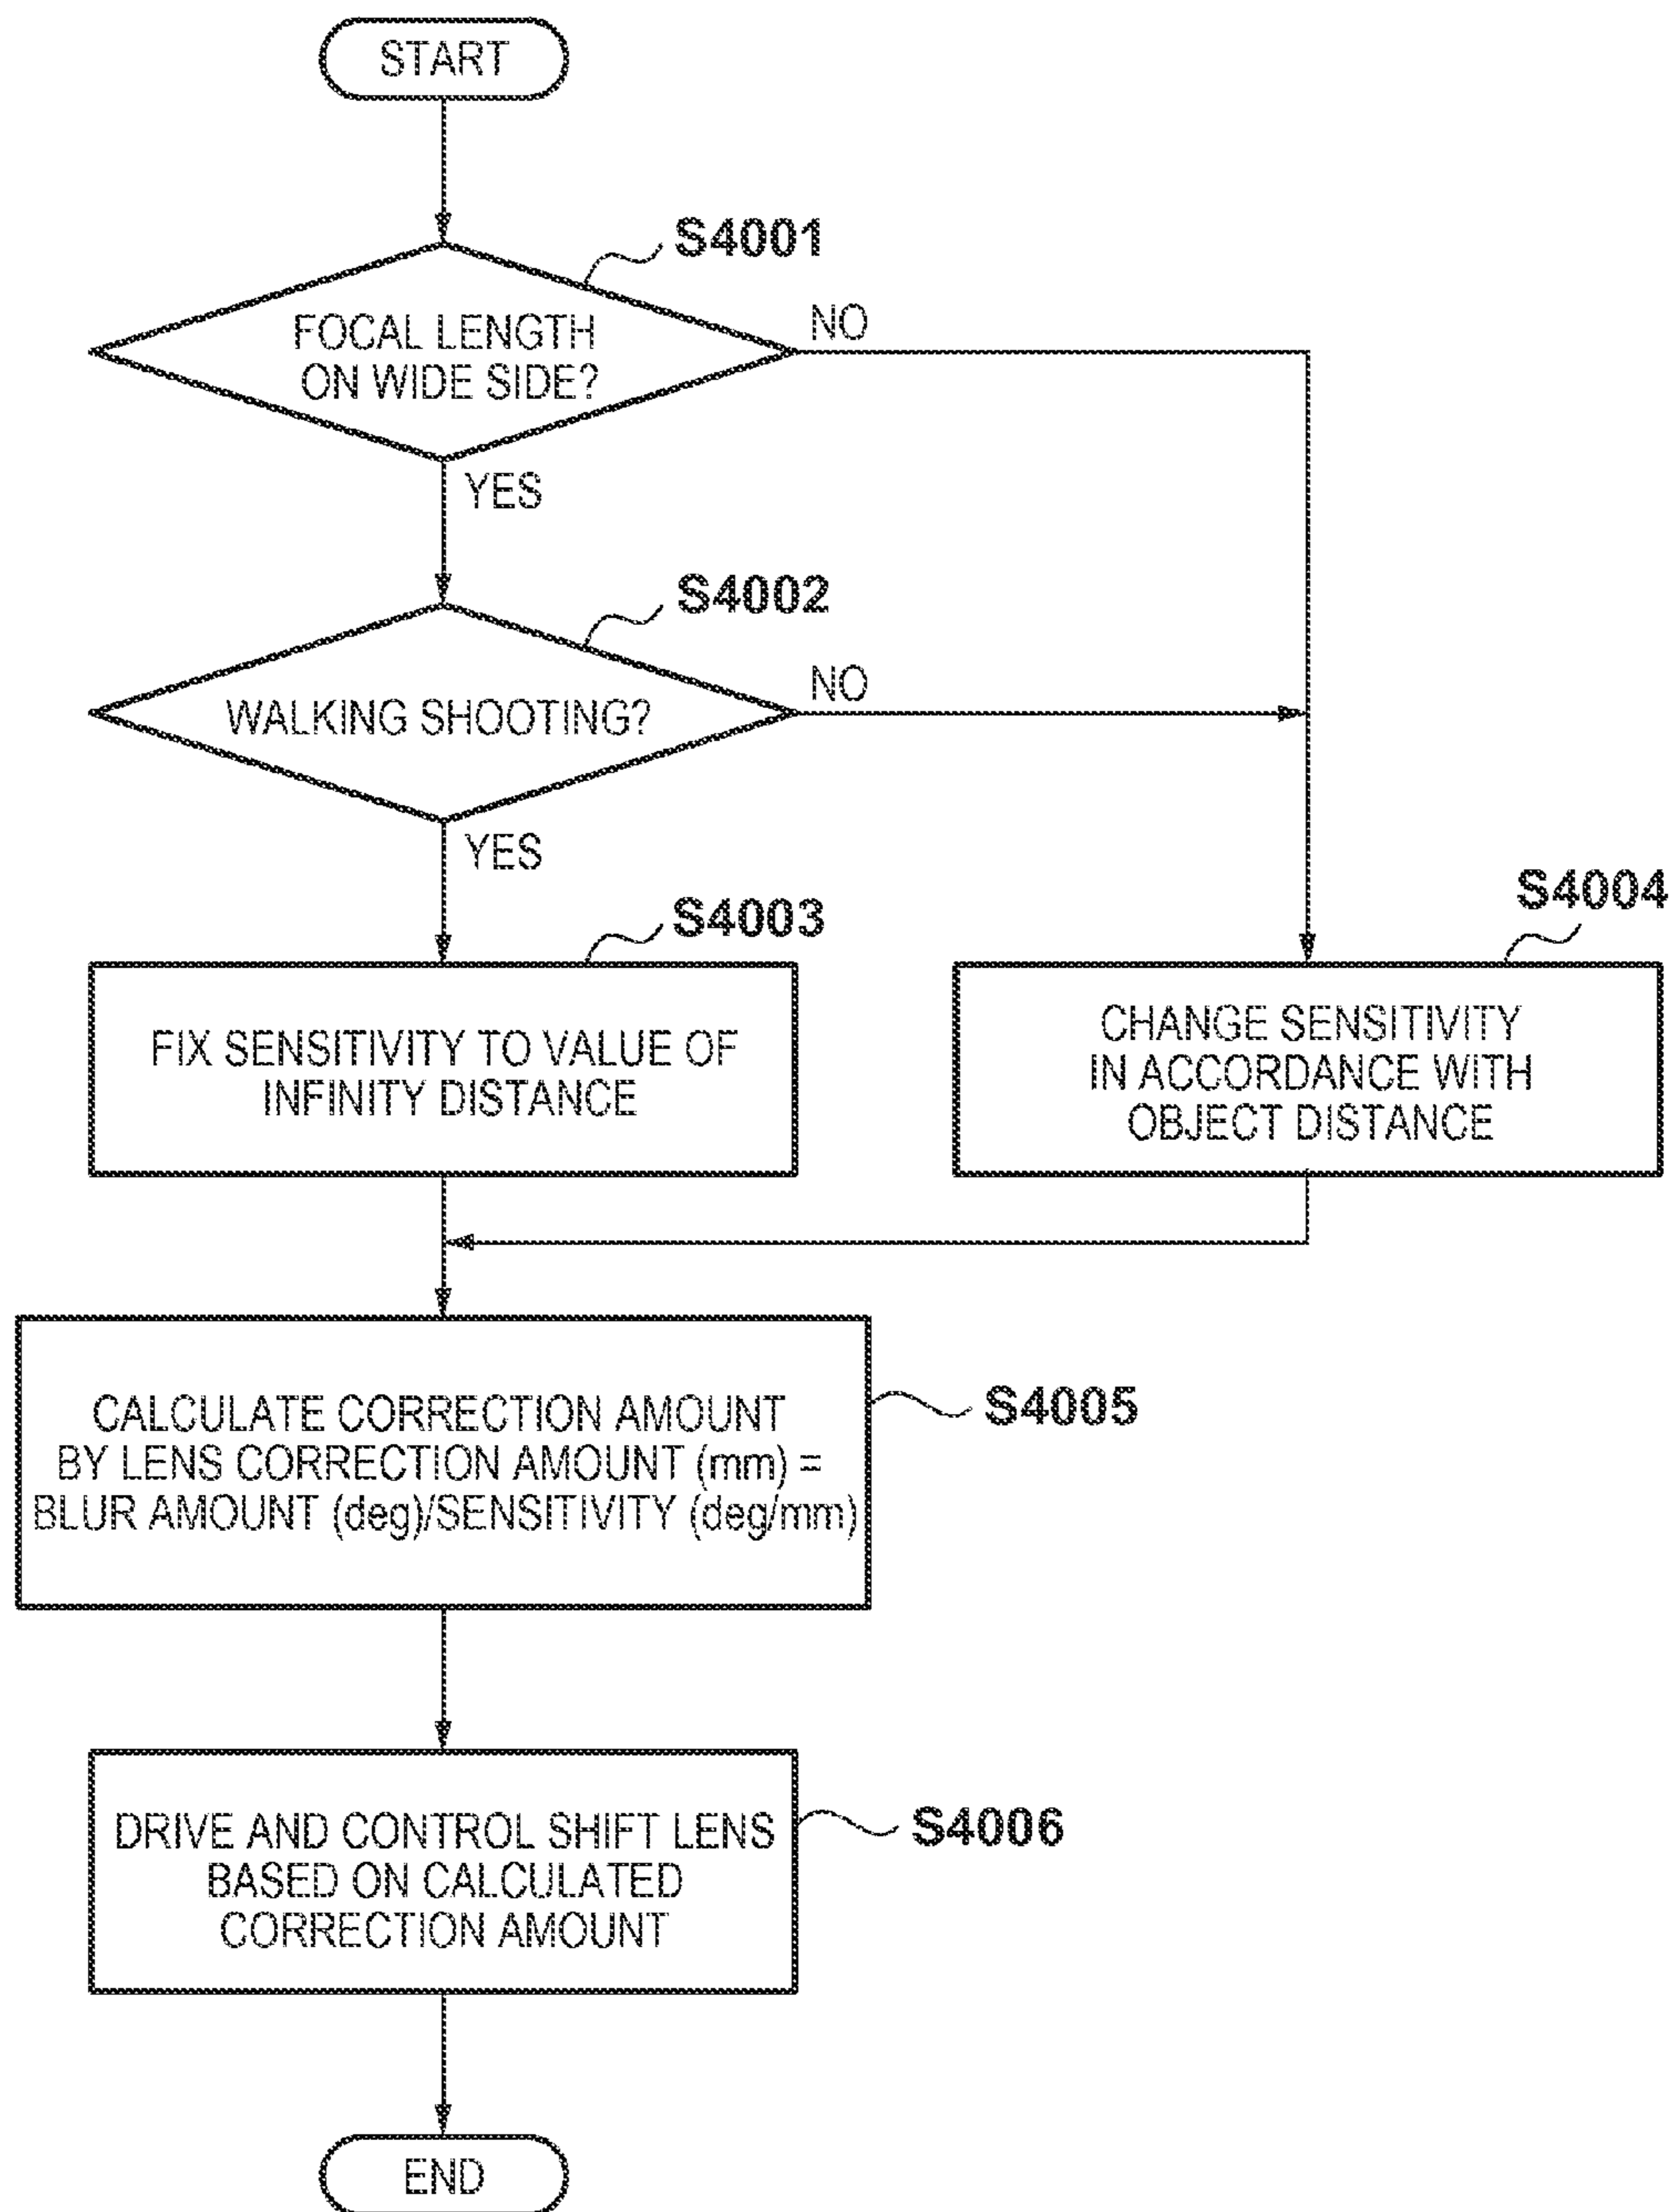 START
S4001
FOCAL LENGTH
ON WIDE SIDE?
NO
YES
S4002
WALKING SHOOTING?
NO
YES
S4003
FIX SENSITIVITY TO VALUE OF
INFINITY DISTANCE
S4004
CHANGE SENSITIVITY
IN ACCORDANCE WITH
OBJECT DISTANCE
CALCULATE CORRECTION AMOUNT
BY LENS CORRECTION AMOUNT (mm) =
BLUR AMOUNT (deg)/SENSITIVITY (deg/mm)
S4005
DRIVE AND CONTROL SHIFT LENS
BASED ON CALCULATED
CORRECTION AMOUNT
S4006
END